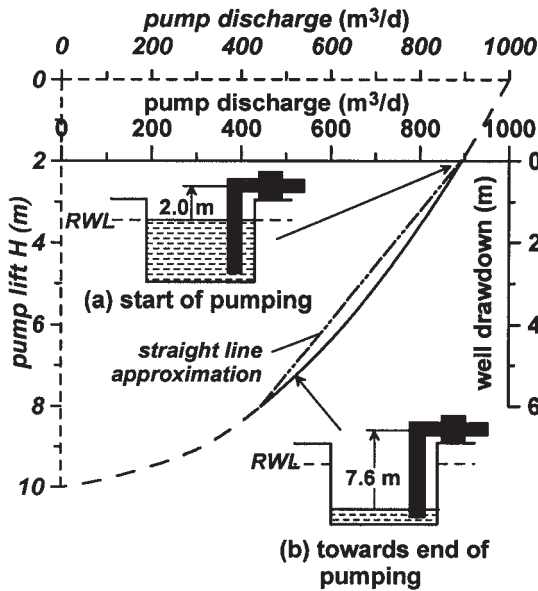 pump discharge (m³/d)
0 200 400 600 800 1000
0
pump discharge (m³/d)
0 200 400 600 800 1000
2 0
2.0 m
RWL
4 2
(a) start of pumping
6 4
straight line
approximation
8 6
10
pump lift H (m)
well drawdown (m)
RWL
7.6 m
(b) towards end of
pumping